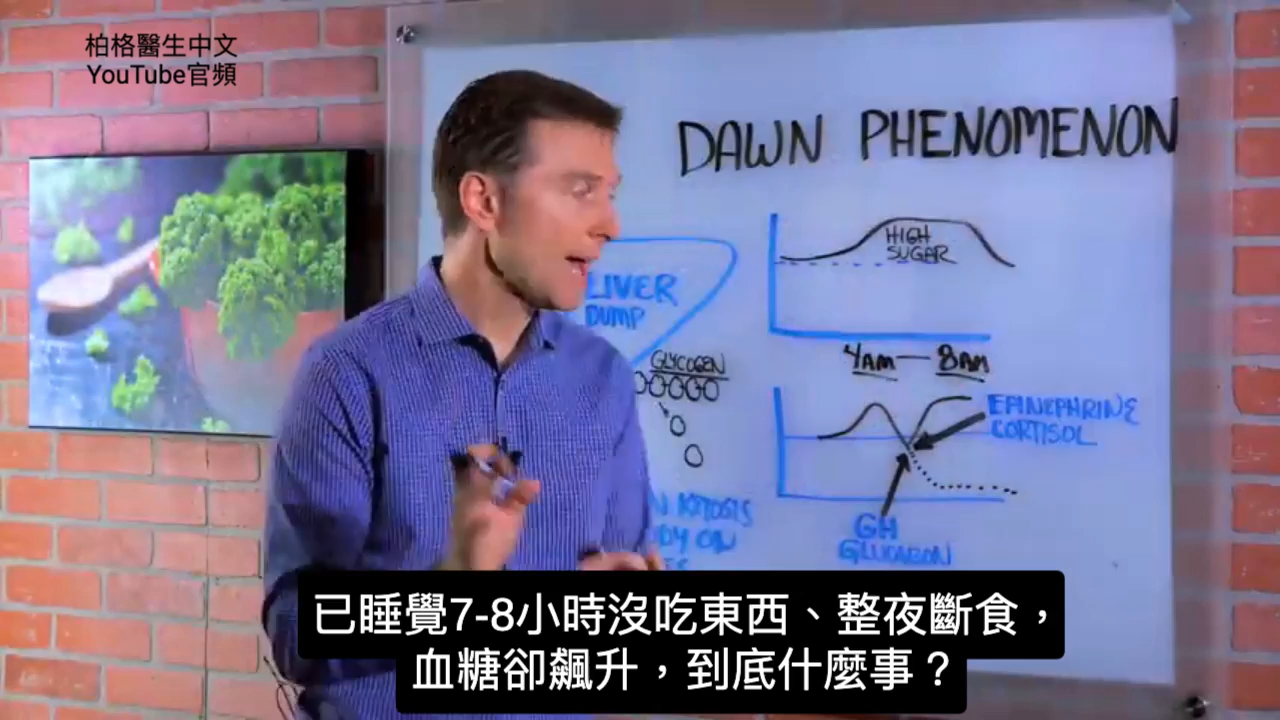 柏格醫生中文
YouTube官頻
DAWN PHENOMENON
HIGH
SUGAR
4AM — 8AM
LIVER
DUMP
GLYCOGEN
EPINEPHRINE
CORTISOL
GH
GLUCAGON
KETOSIS
ON
已睡覺7-8小時沒吃東西、整夜斷食，
血糖卻飆升，到底什麼事？